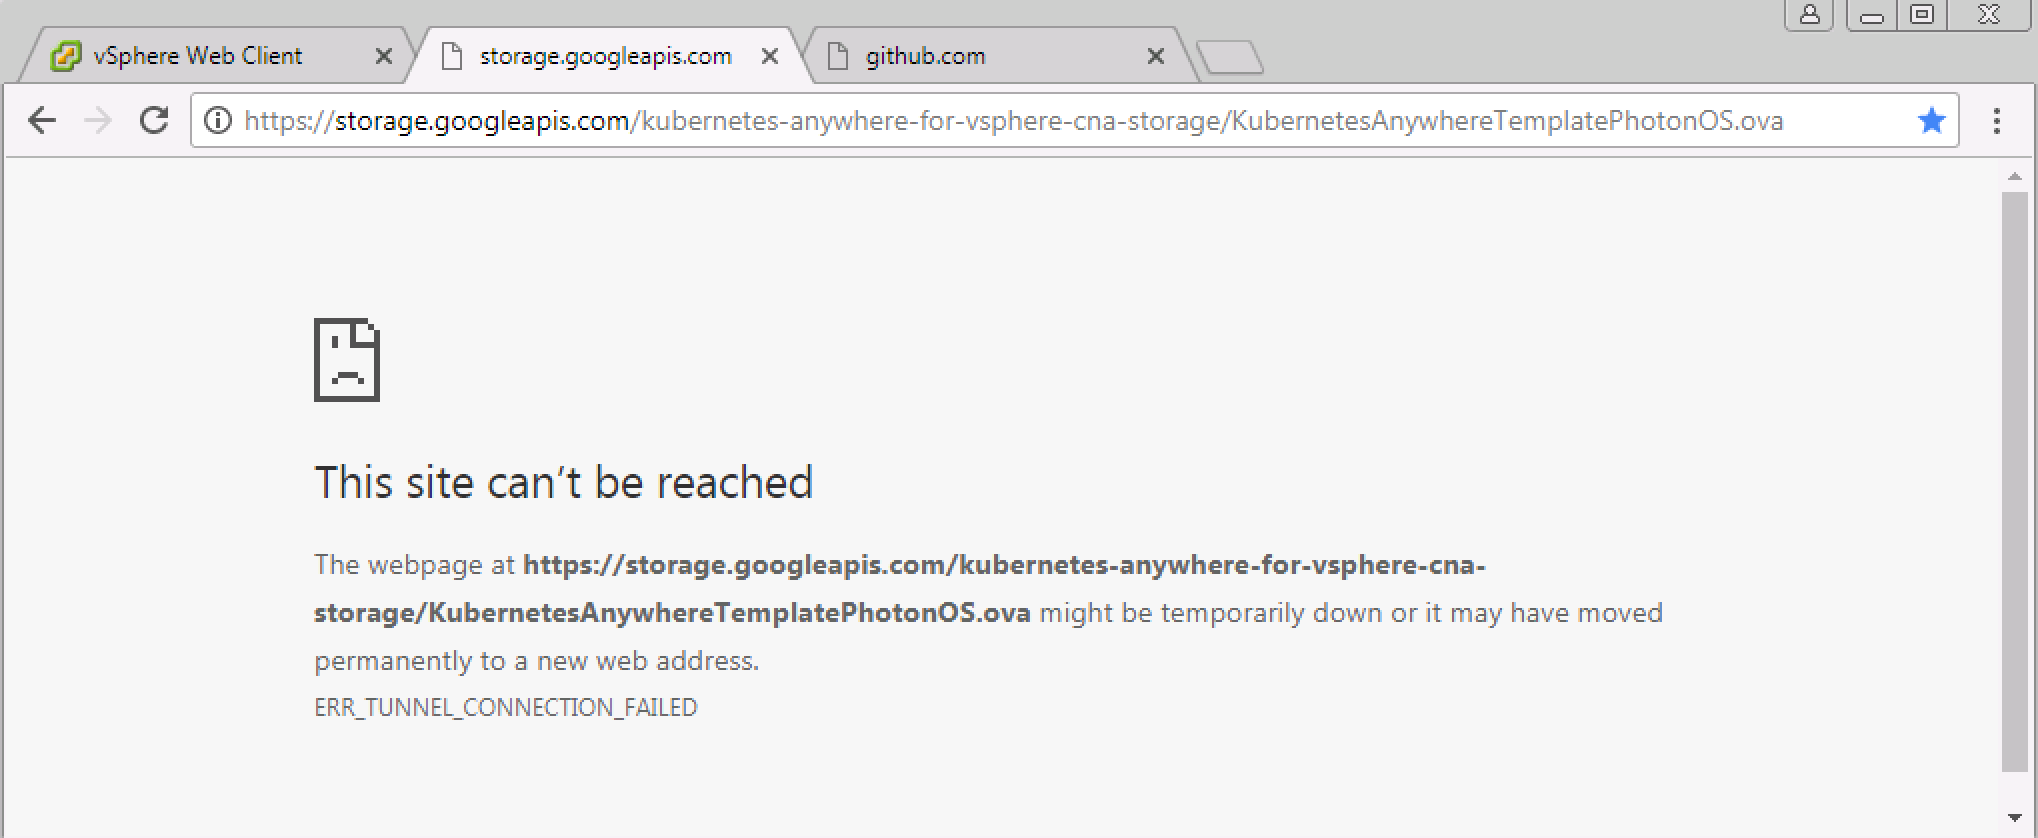 vSphere Web Client
storage.googleapis.com
github.com
https://storage.googleapis.com/kubernetes-anywhere-for-vsphere-cna-storage/KubernetesAnywhereTemplatePhotonOS.ova
This site can’t be reached
The webpage at https://storage.googleapis.com/kubernetes-anywhere-for-vsphere-cna-
storage/KubernetesAnywhereTemplatePhotonOS.ova might be temporarily down or it may have moved
permanently to a new web address.
ERR_TUNNEL_CONNECTION_FAILED